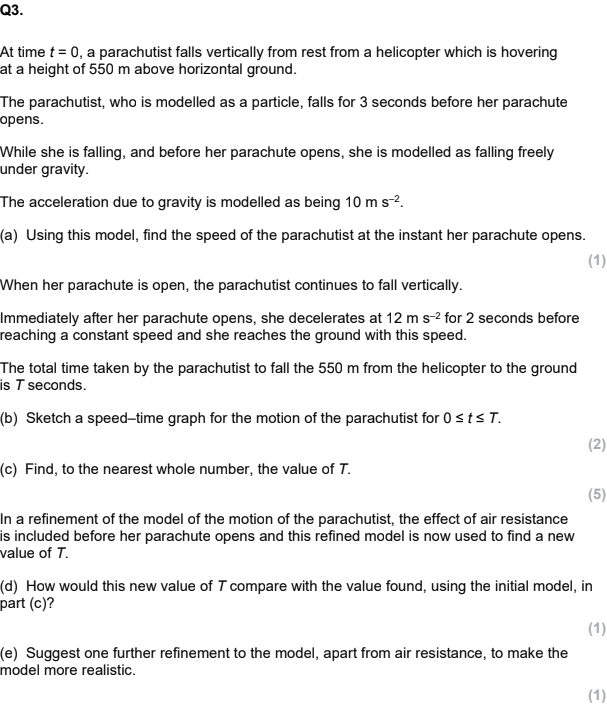 Q3.
At time t = 0, a parachutist falls vertically from rest from a helicopter which is hovering
at a height of 550 m above horizontal ground.
The parachutist, who is modelled as a particle, falls for 3 seconds before her parachute
opens.
While she is falling, and before her parachute opens, she is modelled as falling freely
under gravity.
The acceleration due to gravity is modelled as being 10 m s⁻².
(a) Using this model, find the speed of the parachutist at the instant her parachute opens.
(1)
When her parachute is open, the parachutist continues to fall vertically.
Immediately after her parachute opens, she decelerates at 12 m s⁻² for 2 seconds before
reaching a constant speed and she reaches the ground with this speed.
The total time taken by the parachutist to fall the 550 m from the helicopter to the ground
is T seconds.
(b) Sketch a speed–time graph for the motion of the parachutist for 0 ≤ t ≤ T.
(2)
(c) Find, to the nearest whole number, the value of T.
(5)
In a refinement of the model of the motion of the parachutist, the effect of air resistance
is included before her parachute opens and this refined model is now used to find a new
value of T.
(d) How would this new value of T compare with the value found, using the initial model, in
part (c)?
(1)
(e) Suggest one further refinement to the model, apart from air resistance, to make the
model more realistic.
(1)